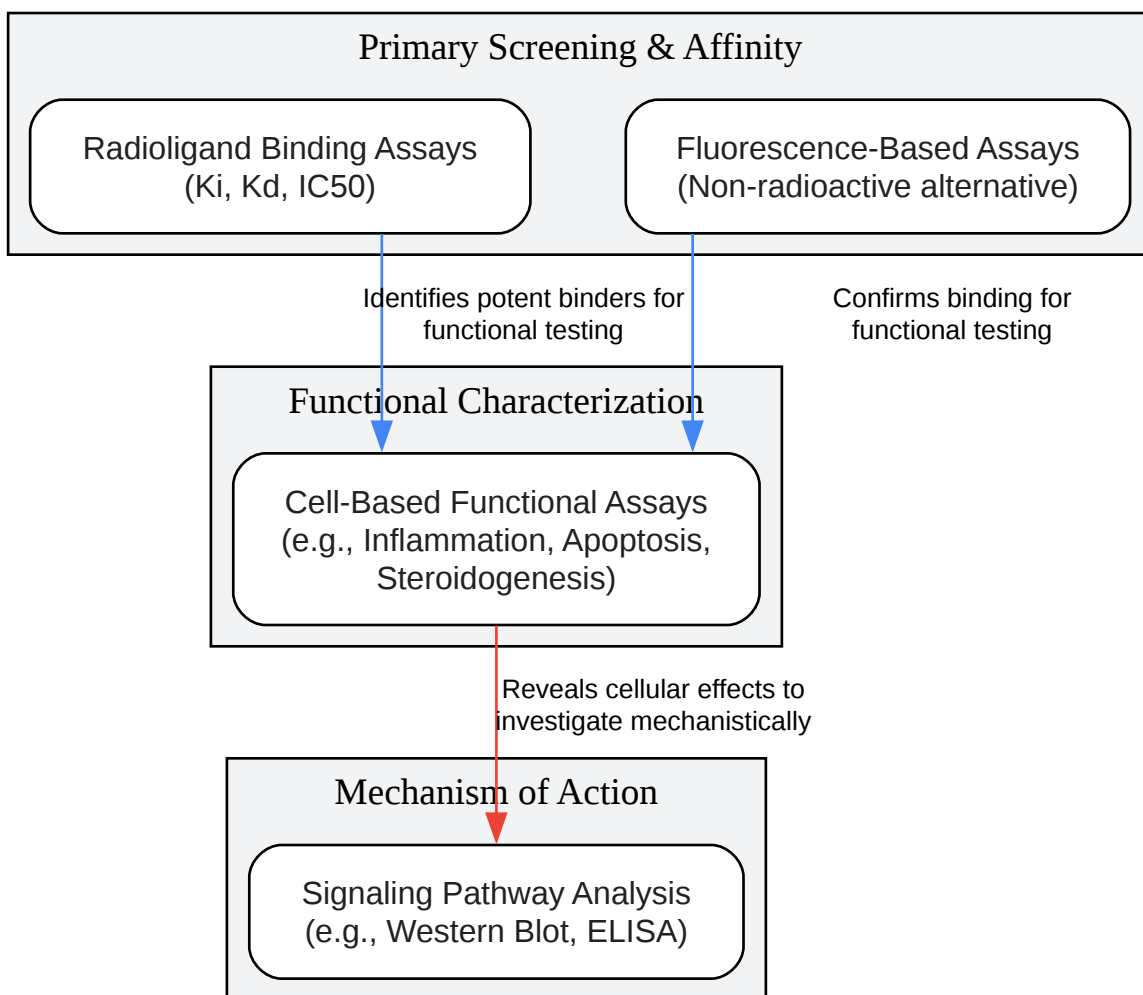 Primary Screening & Affinity
Radioligand Binding Assays
(Ki, Kd, IC50)
Fluorescence-Based Assays
(Non-radioactive alternative)
Identifies potent binders for
functional testing
Confirms binding for
functional testing
Functional Characterization
Cell-Based Functional Assays
(e.g., Inflammation, Apoptosis,
Steroidogenesis)
Reveals cellular effects to
investigate mechanistically
Mechanism of Action
Signaling Pathway Analysis
(e.g., Western Blot, ELISA)